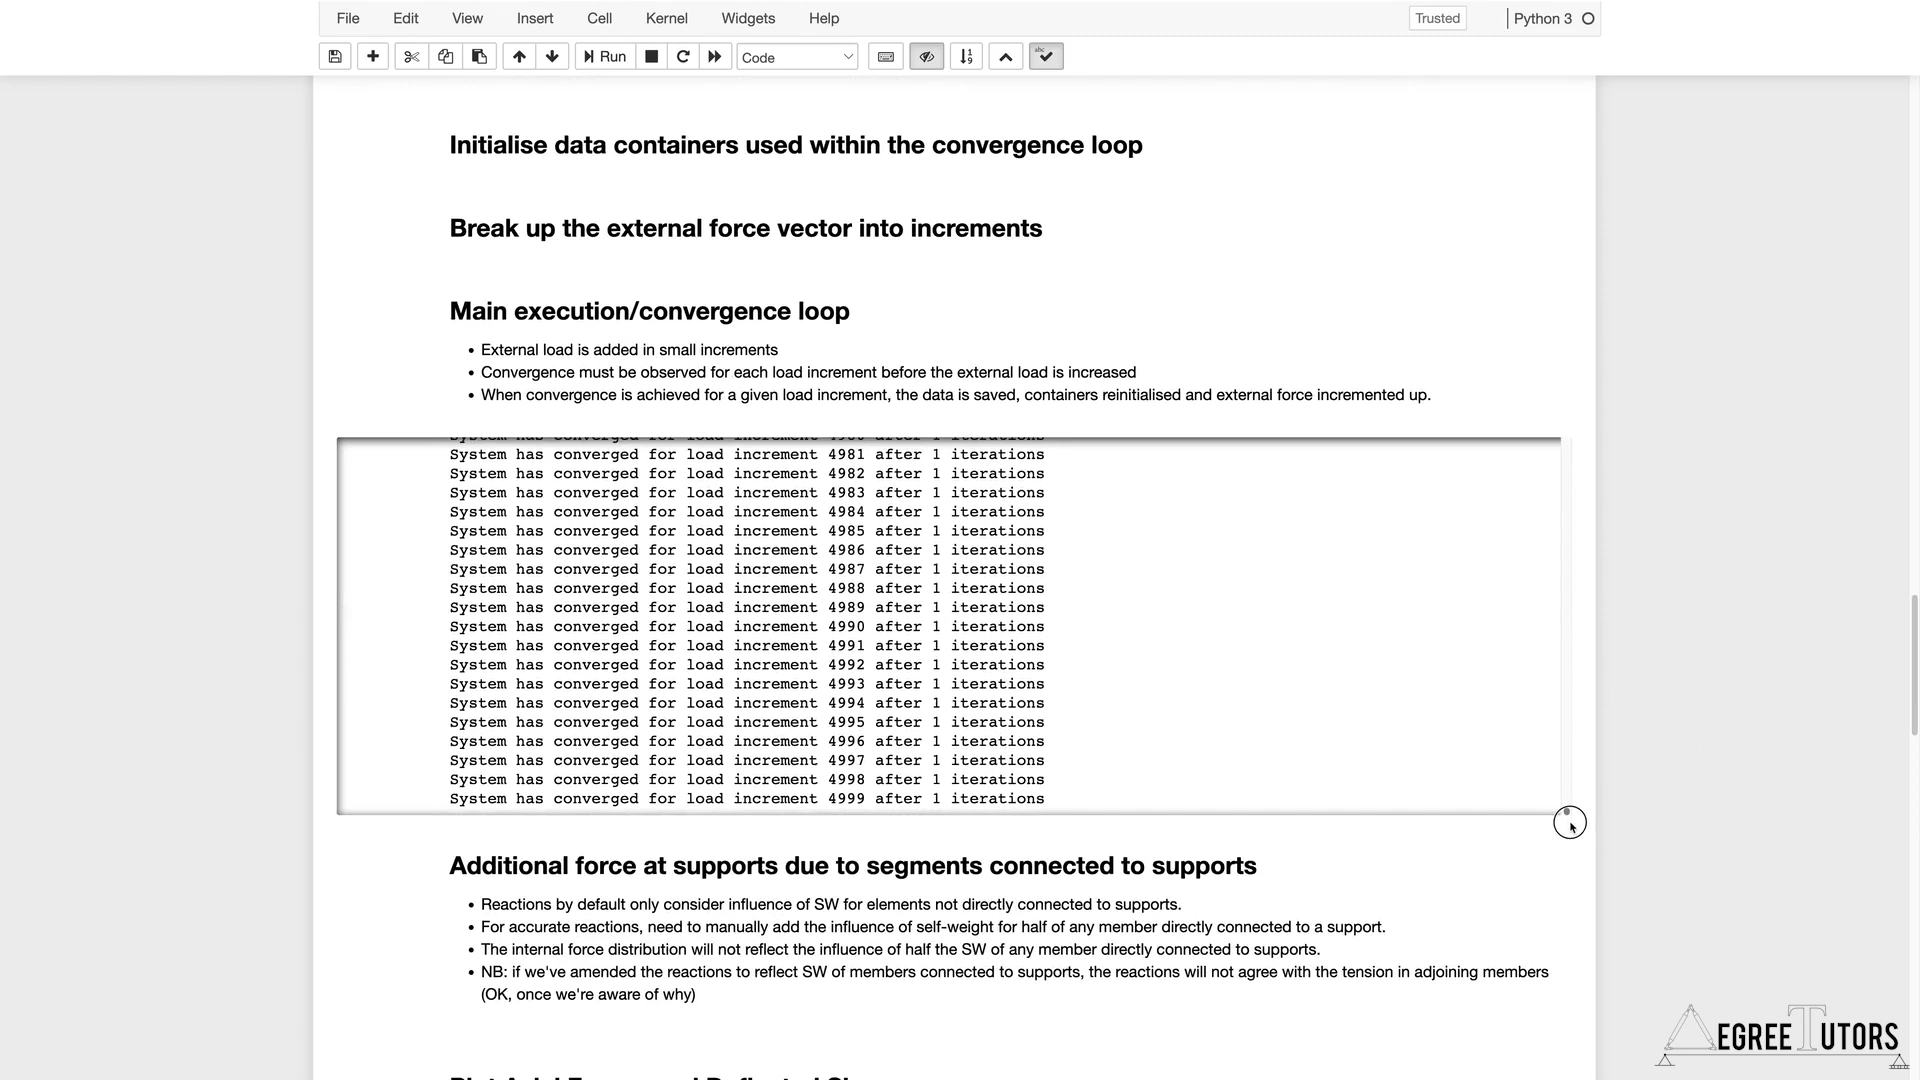 File Edit View Insert Cell Kernel Widgets Help Trusted Python 3
Run Code
Initialise data containers used within the convergence loop
Break up the external force vector into increments
Main execution/convergence loop
• External load is added in small increments
• Convergence must be observed for each load increment before the external load is increased
• When convergence is achieved for a given load increment, the data is saved, containers reinitialised and external force incremented up.
System has converged for load increment 4981 after 1 iterations
System has converged for load increment 4982 after 1 iterations
System has converged for load increment 4983 after 1 iterations
System has converged for load increment 4984 after 1 iterations
System has converged for load increment 4985 after 1 iterations
System has converged for load increment 4986 after 1 iterations
System has converged for load increment 4987 after 1 iterations
System has converged for load increment 4988 after 1 iterations
System has converged for load increment 4989 after 1 iterations
System has converged for load increment 4990 after 1 iterations
System has converged for load increment 4991 after 1 iterations
System has converged for load increment 4992 after 1 iterations
System has converged for load increment 4993 after 1 iterations
System has converged for load increment 4994 after 1 iterations
System has converged for load increment 4995 after 1 iterations
System has converged for load increment 4996 after 1 iterations
System has converged for load increment 4997 after 1 iterations
System has converged for load increment 4998 after 1 iterations
System has converged for load increment 4999 after 1 iterations
Additional force at supports due to segments connected to supports
• Reactions by default only consider influence of SW for elements not directly connected to supports.
• For accurate reactions, need to manually add the influence of self-weight for half of any member directly connected to a support.
• The internal force distribution will not reflect the influence of half the SW of any member directly connected to supports.
• NB: if we've amended the reactions to reflect SW of members connected to supports, the reactions will not agree with the tension in adjoining members
(OK, once we're aware of why)
DEGREE TUTORS